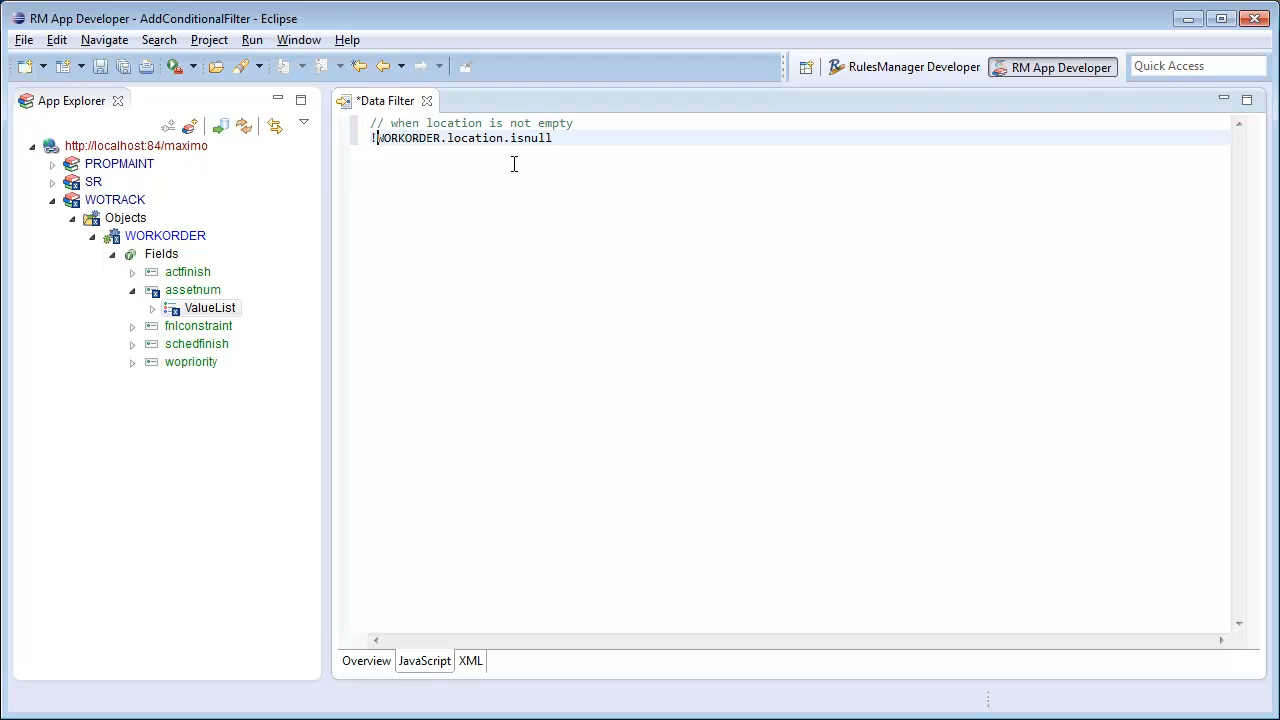 RM App Developer - AddConditionalFilter - Eclipse
File Edit Navigate Search Project Run Window Help
RulesManager Developer RM App Developer Quick Access
App Explorer
*Data Filter
// when location is not empty
!WORKORDER.location.isnull
http://localhost:84/maximo
PROPMAINT
SR
WOTRACK
Objects
WORKORDER
Fields
actfinish
assetnum
ValueList
fnlconstraint
schedfinish
wopriority
Overview JavaScript XML